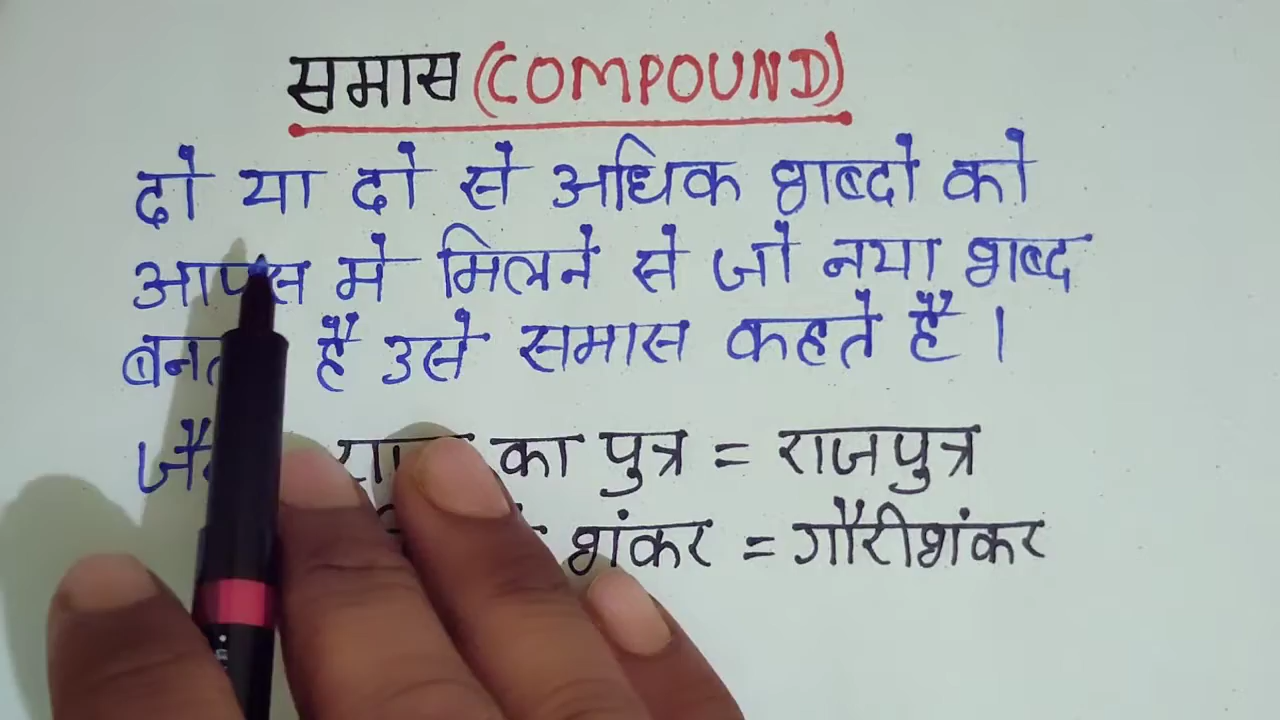 समास (COMPOUND)
दो या दो से अधिक शब्दो को
आपस मे मिलने से जो नया शब्द
है उसे समास कहते हैं ।
का पुत्र = राजपुत्र
शंकर = गौरीशंकर